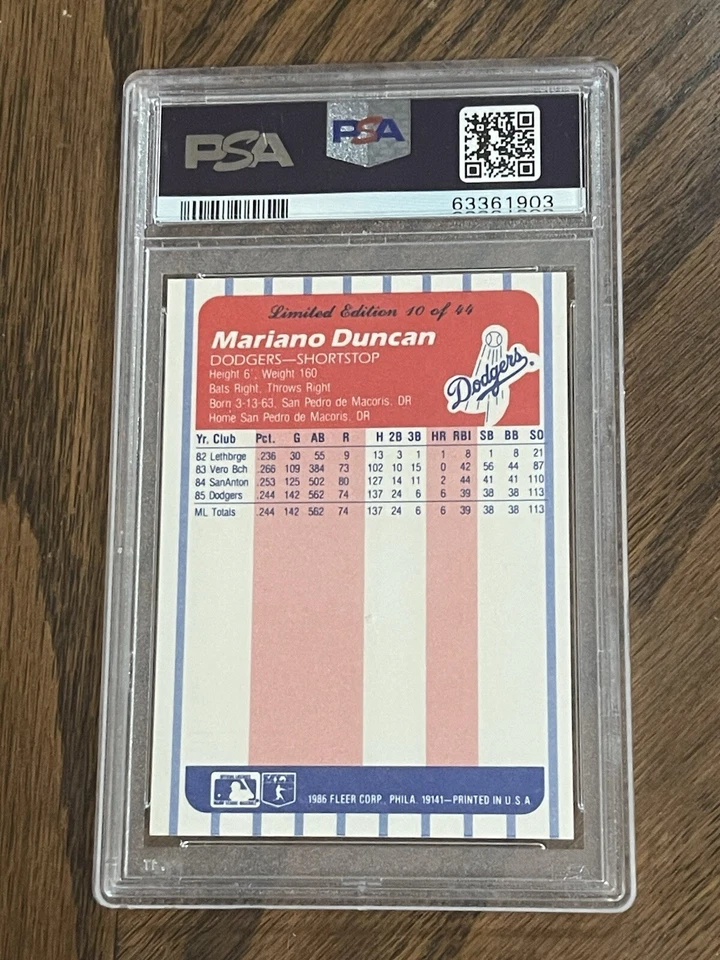 PSA PSA
63361903
Limited Edition 10 of 44
Mariano Duncan
DODGERS—SHORTSTOP
Height 6', Weight 160
Bats Right, Throws Right
Born 3-13-63, San Pedro de Macoris, DR
Home San Pedro de Macoris, DR
Dodgers
Yr. Club Pct. G AB R H 2B 3B HR RBI SB BB SO
82 Lethbrge .236 30 55 9 13 3 1 1 8 1 8 21
83 Vero Bch .266 109 384 73 102 10 15 0 42 56 44 87
84 SanAnton .253 125 502 80 127 14 11 2 44 41 41 110
85 Dodgers .244 142 562 74 137 24 6 6 39 38 38 113
ML Totals .244 142 562 74 137 24 6 6 39 38 38 113
1986 FLEER CORP., PHILA. 19141—PRINTED IN U.S.A.